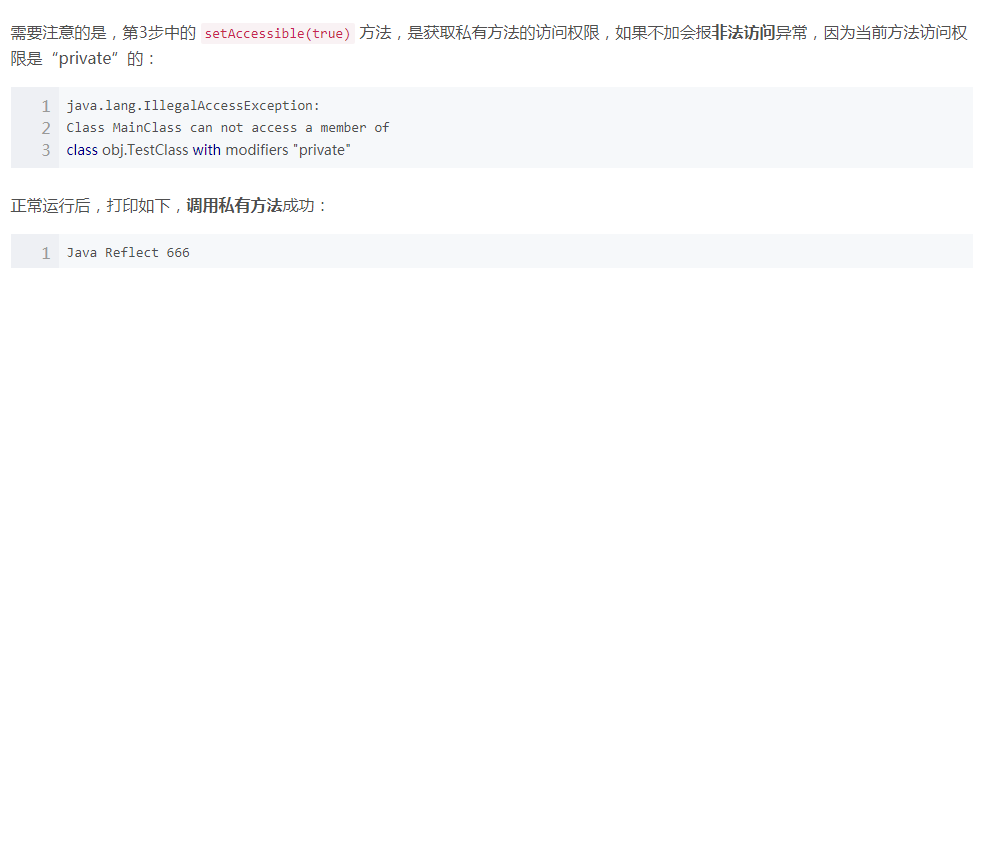 需要注意的是，第3步中的 setAccessible(true) 方法，是获取私有方法的访问权限，如果不加会报非法访问异常，因为当前方法访问权
限是“private”的：
1 java.lang.IllegalAccessException:
2 Class MainClass can not access a member of
3 class obj.TestClass with modifiers "private"
正常运行后，打印如下，调用私有方法成功：
1 Java Reflect 666